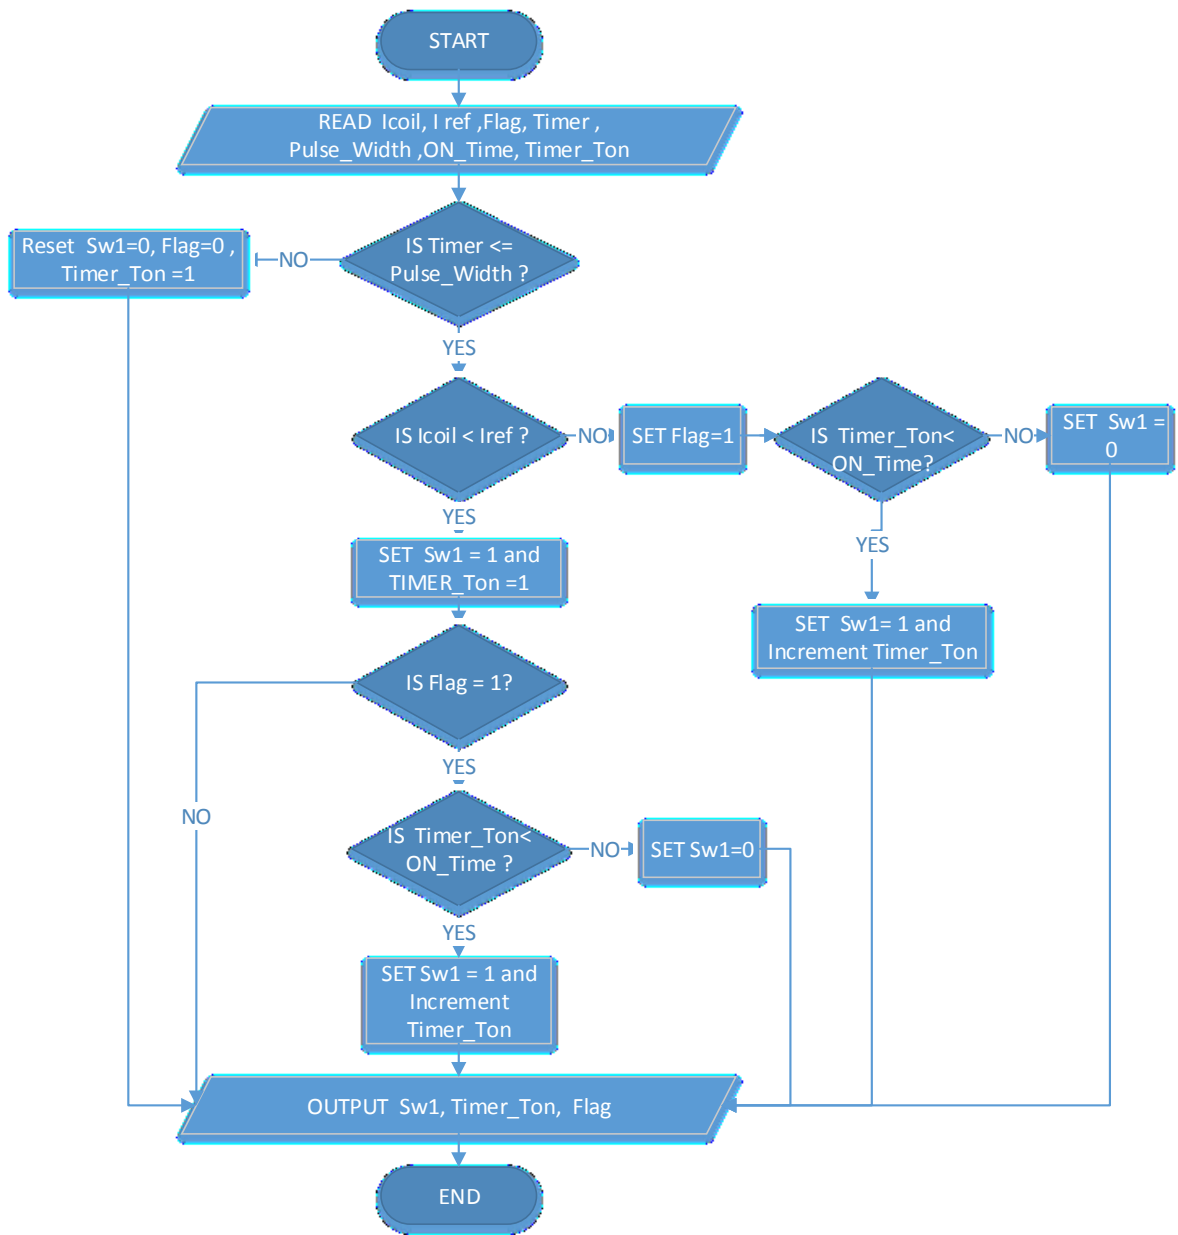 START
READ Icoil, I ref ,Flag, Timer ,
Pulse_Width ,ON_Time, Timer_Ton
IS Timer <=
Pulse_Width ?
NO
Reset Sw1=0, Flag=0 ,
Timer_Ton =1
YES
IS Icoil < Iref ?
NO
SET Flag=1
IS Timer_Ton<
ON_Time?
NO
SET Sw1 =
0
YES
SET Sw1 = 1 and
TIMER_Ton =1
YES
SET Sw1= 1 and
Increment Timer_Ton
IS Flag = 1?
NO
YES
IS Timer_Ton<
ON_Time ?
NO
SET Sw1=0
YES
SET Sw1 = 1 and
Increment
Timer_Ton
OUTPUT Sw1, Timer_Ton, Flag
END